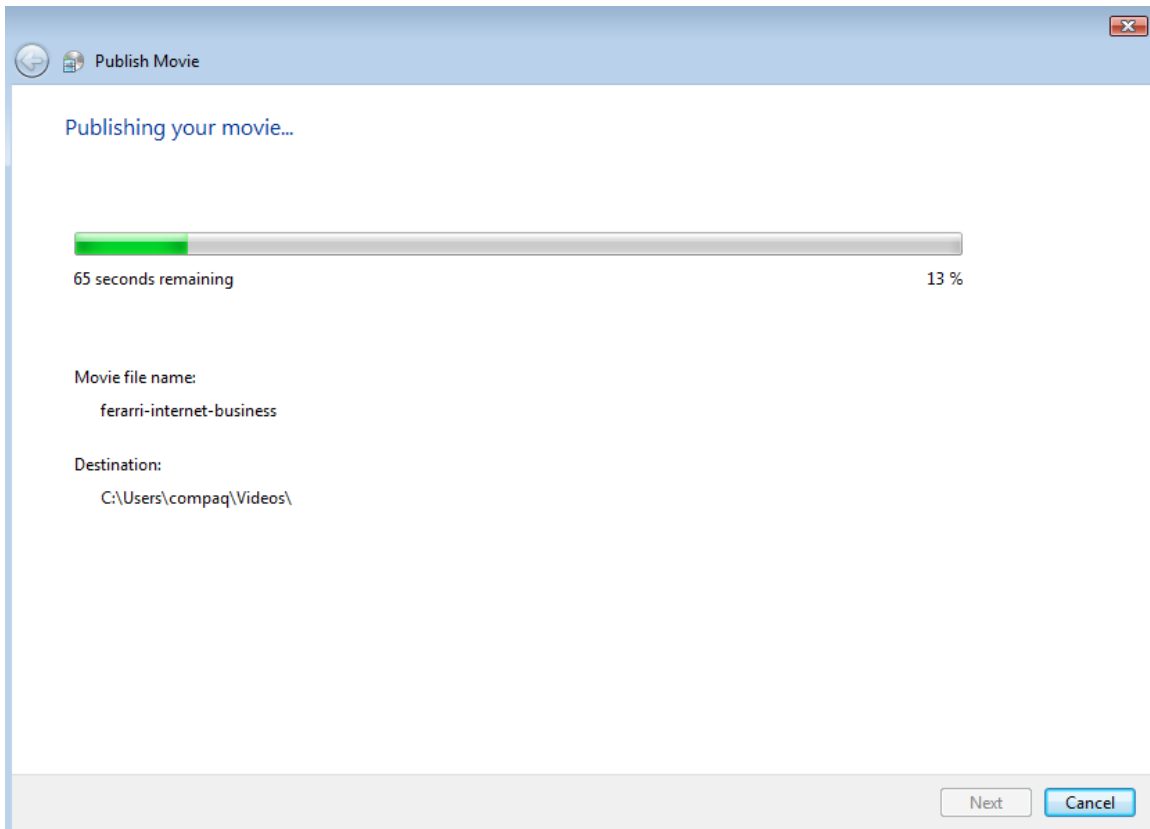 Publish Movie
Publishing your movie...
65 seconds remaining 13 %
Movie file name:
ferarri-internet-business
Destination:
C:\Users\compaq\Videos\
Next Cancel